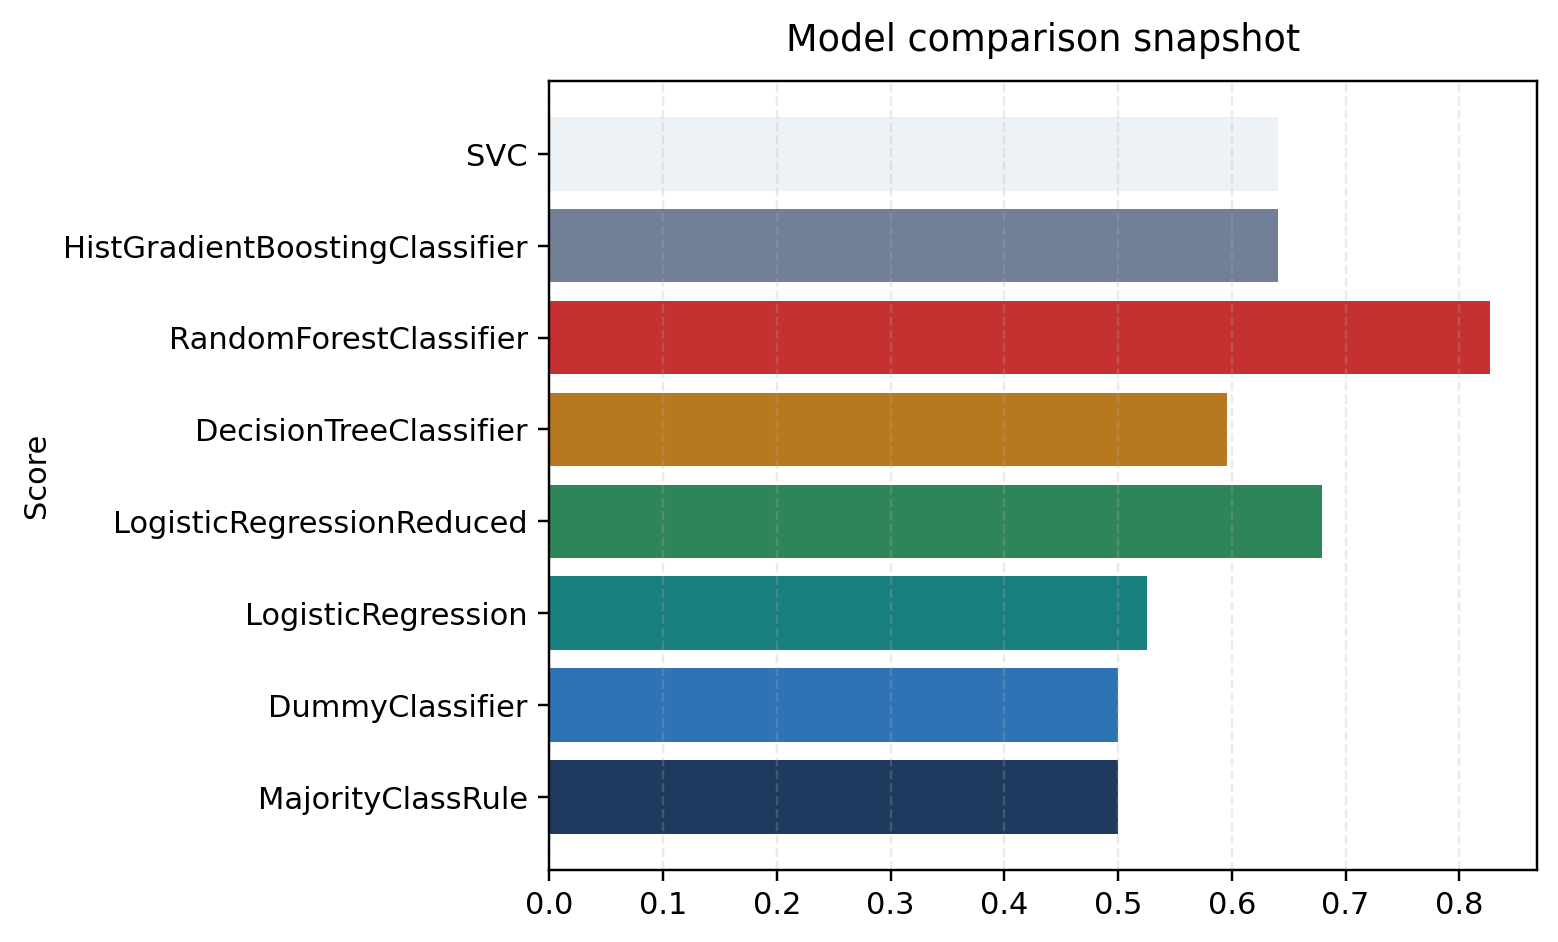 Model comparison snapshot
SVC
HistGradientBoostingClassifier
RandomForestClassifier
DecisionTreeClassifier
LogisticRegressionReduced
LogisticRegression
DummyClassifier
MajorityClassRule
Score
0.0 0.1 0.2 0.3 0.4 0.5 0.6 0.7 0.8